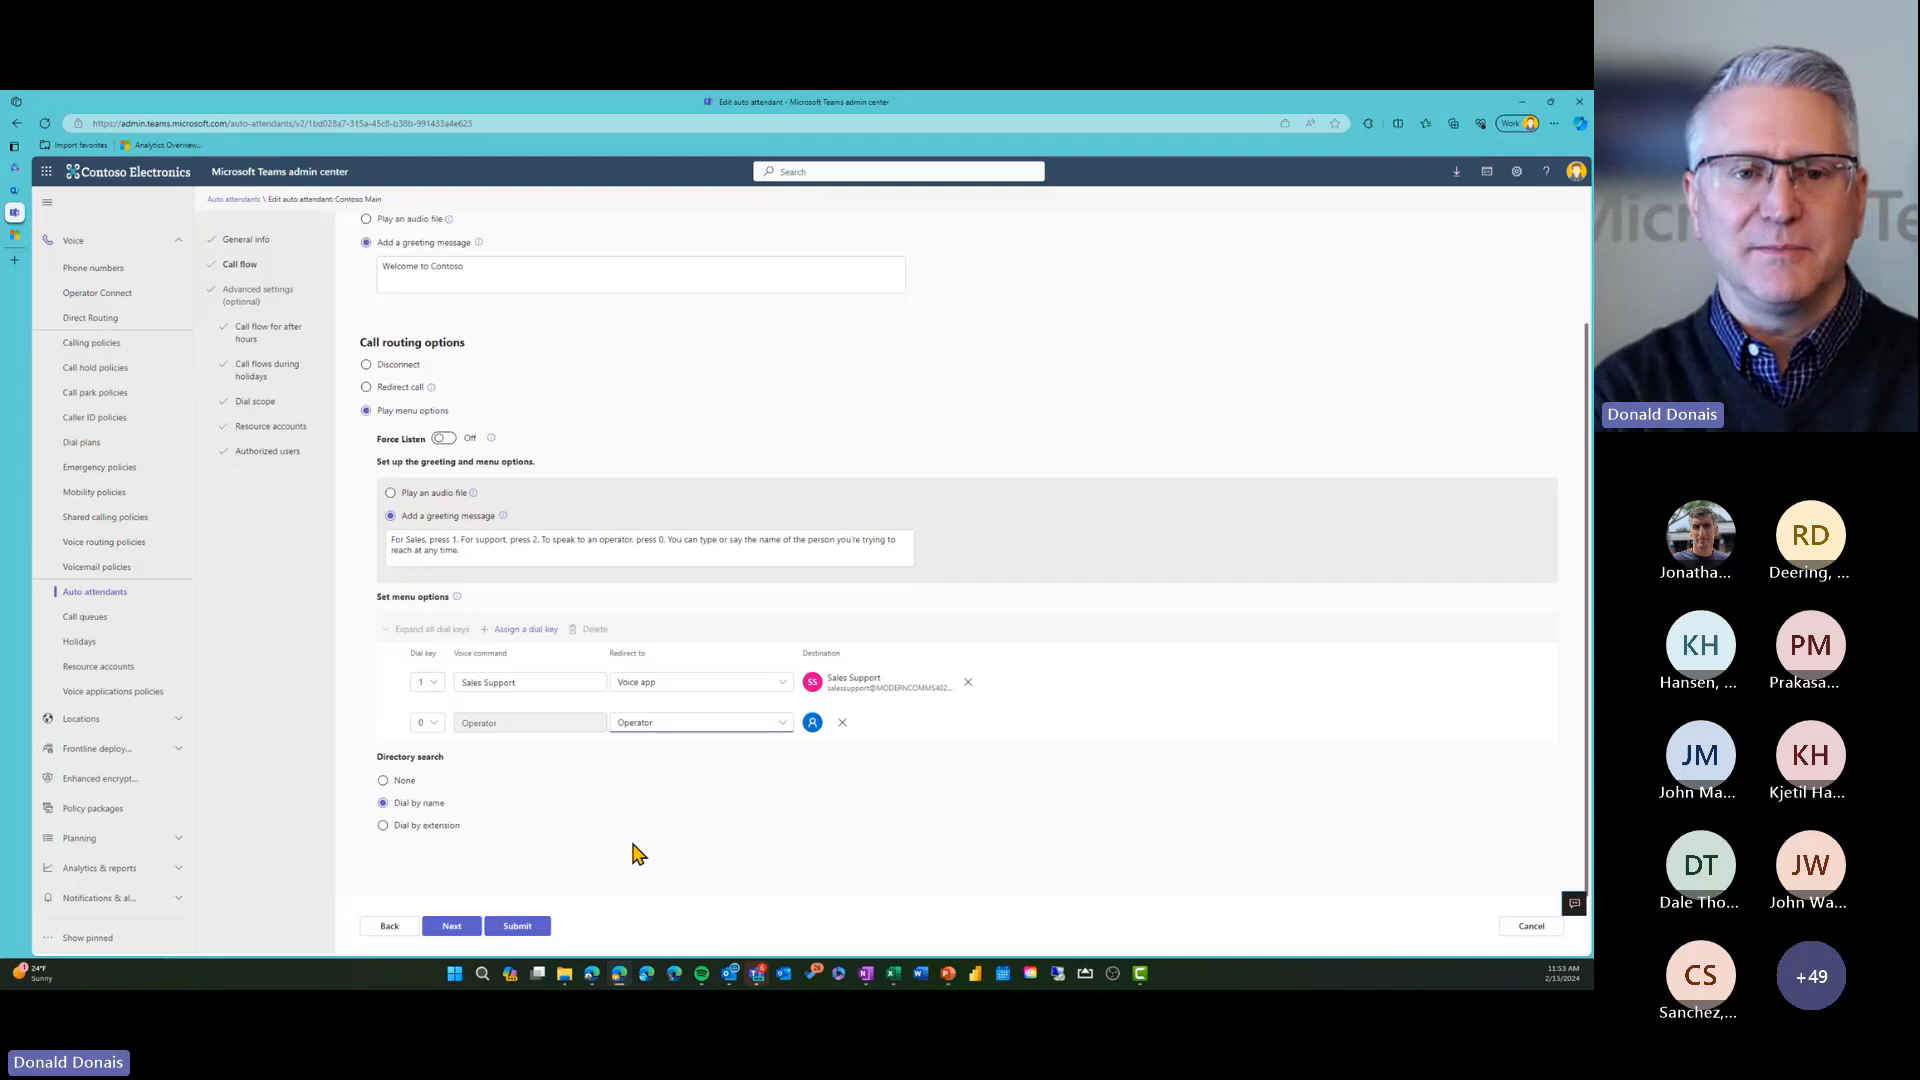 Edit auto attendant - Microsoft Teams admin center
https://admin.teams.microsoft.com/auto-attendants/v2/1bd028a7-315a-45c8-b38b-991433a4e623
Work
Import favorites
Analytics Overview...
Contoso Electronics
Microsoft Teams admin center
Search
?
Auto attendants \ Edit auto attendant: Contoso Main
Voice
Phone numbers
Operator Connect
Direct Routing
Calling policies
Call hold policies
Call park policies
Caller ID policies
Dial plans
Emergency policies
Mobility policies
Shared calling policies
Voice routing policies
Voicemail policies
Auto attendants
Call queues
Holidays
Resource accounts
Voice applications policies
Locations
Frontline deploy...
Enhanced encrypt...
Policy packages
Planning
Analytics & reports
Notifications & al...
Show pinned
General info
Call flow
Advanced settings
(optional)
Call flow for after
hours
Call flows during
holidays
Dial scope
Resource accounts
Authorized users
Play an audio file
Add a greeting message
Welcome to Contoso
Call routing options
Disconnect
Redirect call
Play menu options
Force Listen Off
Set up the greeting and menu options.
Play an audio file
Add a greeting message
For Sales, press 1. For support, press 2. To speak to an operator, press 0. You can type or say the name of the person you're trying to
reach at any time.
Set menu options
Expand all dial keys + Assign a dial key Delete
Dial key Voice command Redirect to Destination
1 Sales Support Voice app SS Sales Support
salessupport@MODERNCOMMS402...
0 Operator Operator
Directory search
None
Dial by name
Dial by extension
Back Next Submit Cancel
24°F
Sunny
11:53 AM
2/15/2024
Donald Donais
Donald Donais
Jonatha...
RD
Deering, ...
KH
Hansen, ...
PM
Prakasa...
JM
John Ma...
KH
Kjetil Ha...
DT
Dale Tho...
JW
John Wa...
CS
Sanchez,...
+49